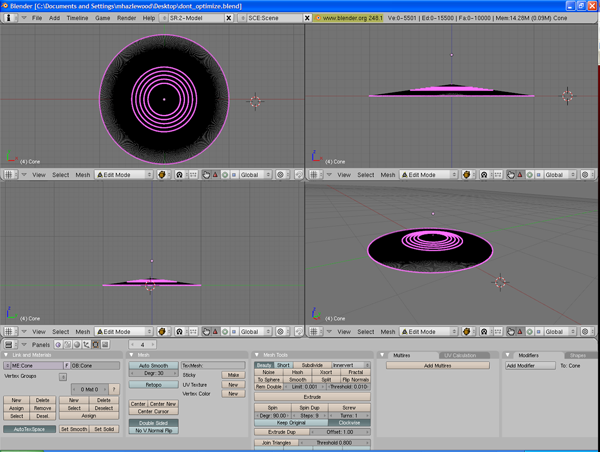 Blender [C:\Documents and Settings\mhazlewood\Desktop\dont_optimize.blend]
File Add Timeline Game Render Help SR:2-Model SCE:Scene www.blender.org 248.1 Ve:0-5501 | Ed:0-15500 | Fa:0-10000 | Mem:14.28M (0.09M) Cone
(4) Cone
(4) Cone
View Select Mesh Edit Mode Global
View Select Mesh Edit Mode Global
(4) Cone
(4) Cone
View Select Mesh Edit Mode Global
View Select Mesh Edit Mode Global
Panels 4
Link and Materials
ME:Cone F OB:Cone
Vertex Groups
0 Mat 0 ?
New Delete New Delete
Assign Remove Select Deselect
Select Desel. Assign
AutoTexSpace Set Smooth Set Solid
Mesh
Auto Smooth
Degr: 30
Retopo
TexMesh:
Sticky Make
UV Texture New
Vertex Color New
Center Center New
Center Cursor
Double Sided
No V.Normal Flip
Mesh Tools
Beauty Short Subdivide Innervert
Noise Hash Xsort Fractal
To Sphere Smooth Split Flip Normals
Rem Double Limit: 0.001 Threshold: 0.010
Extrude
Spin Spin Dup Screw
Degr: 90.00 Steps: 9 Turns: 1
Keep Original Clockwise
Extrude Dup Offset: 1.00
Join Triangles Threshold 0.800
Multires UV Calculation
Add Multires
Modifiers Shapes
Add Modifier To: Cone